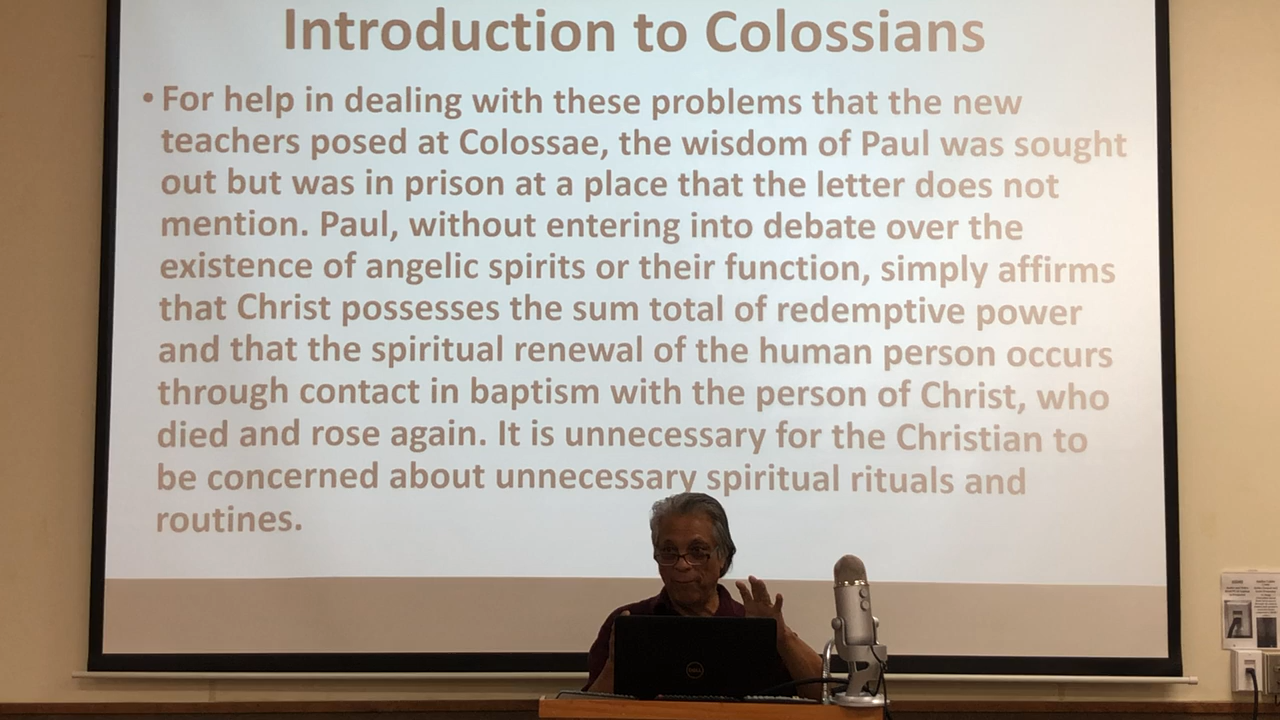 Introduction to Colossians
• For help in dealing with these problems that the new
teachers posed at Colossae, the wisdom of Paul was sought
out but was in prison at a place that the letter does not
mention. Paul, without entering into debate over the
existence of angelic spirits or their function, simply affirms
that Christ possesses the sum total of redemptive power
and that the spiritual renewal of the human person occurs
through contact in baptism with the person of Christ, who
died and rose again. It is unnecessary for the Christian to
be concerned about unnecessary spiritual rituals and
routines.
DELL